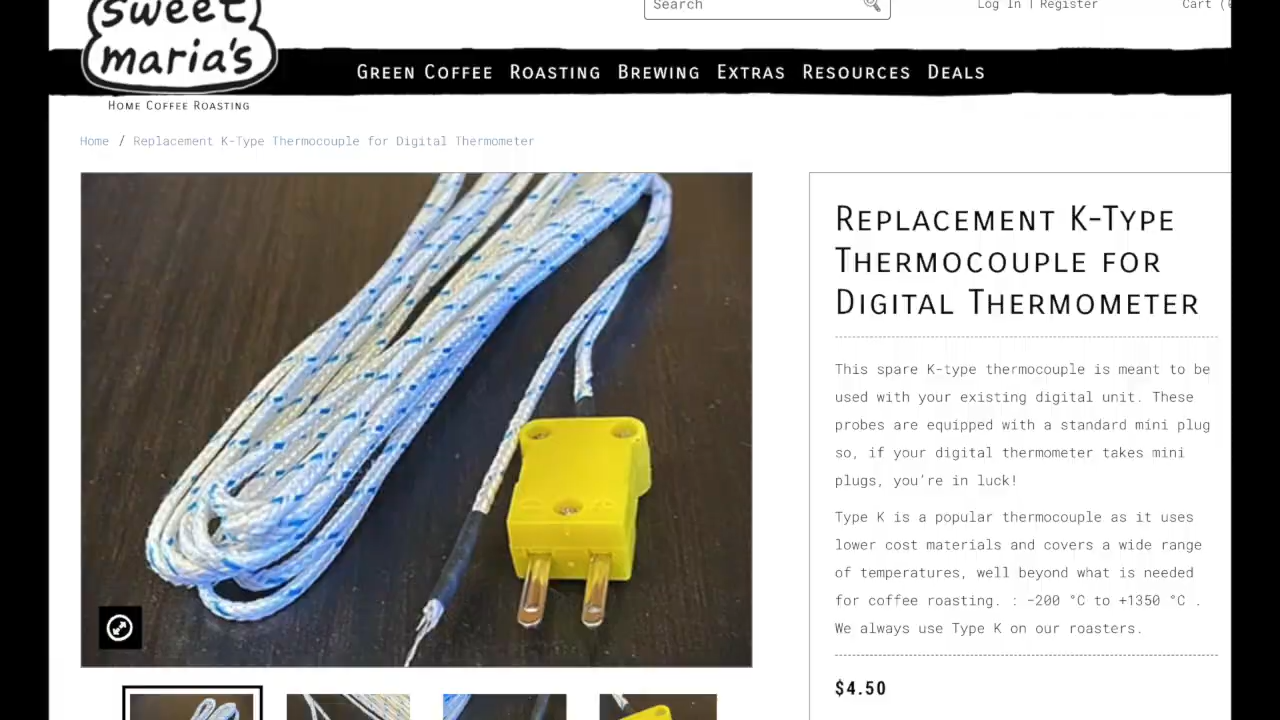 sweet
maria's
Search
Log In | Register
Cart (
Green Coffee Roasting Brewing Extras Resources Deals
Home Coffee Roasting
Home / Replacement K-Type Thermocouple for Digital Thermometer
Replacement K-Type
Thermocouple for
Digital Thermometer
This spare K-type thermocouple is meant to be
used with your existing digital unit. These
probes are equipped with a standard mini plug
so, if your digital thermometer takes mini
plugs, you're in luck!
Type K is a popular thermocouple as it uses
lower cost materials and covers a wide range
of temperatures, well beyond what is needed
for coffee roasting. : -200 °C to +1350 °C .
We always use Type K on our roasters.
$4.50